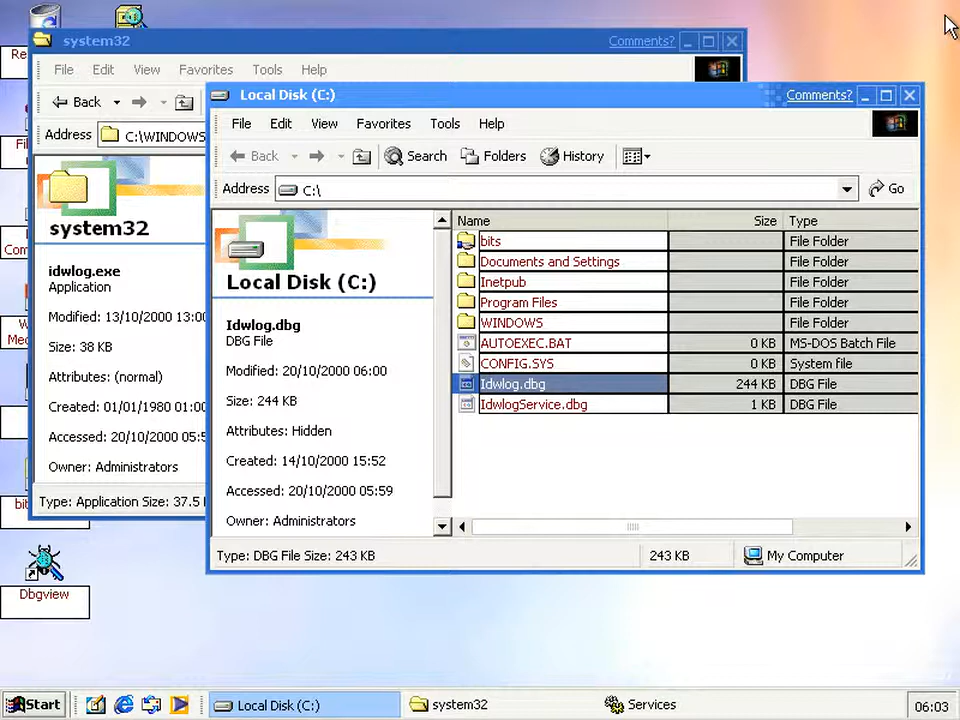 system32
Comments?
File Edit View Favorites Tools Help
Back
Address C:\WINDOWS
system32
idwlog.exe
Application
Modified: 13/10/2000 13:00
Size: 38 KB
Attributes: (normal)
Created: 01/01/1980 01:00
Accessed: 20/10/2000 05:5
Owner: Administrators
Type: Application Size: 37.5
Local Disk (C:)
Comments?
File Edit View Favorites Tools Help
Back Search Folders History
Address C:\ Go
Local Disk (C:)
Idwlog.dbg
DBG File
Modified: 20/10/2000 06:00
Size: 244 KB
Attributes: Hidden
Created: 14/10/2000 15:52
Accessed: 20/10/2000 05:59
Owner: Administrators
Name Size Type
bits File Folder
Documents and Settings File Folder
Inetpub File Folder
Program Files File Folder
WINDOWS File Folder
AUTOEXEC.BAT 0 KB MS-DOS Batch File
CONFIG.SYS 0 KB System file
Idwlog.dbg 244 KB DBG File
IdwlogService.dbg 1 KB DBG File
Type: DBG File Size: 243 KB 243 KB My Computer
Re
Fil
Com
W
Med
bit
Dbgview
Start Local Disk (C:) system32 Services 06:03